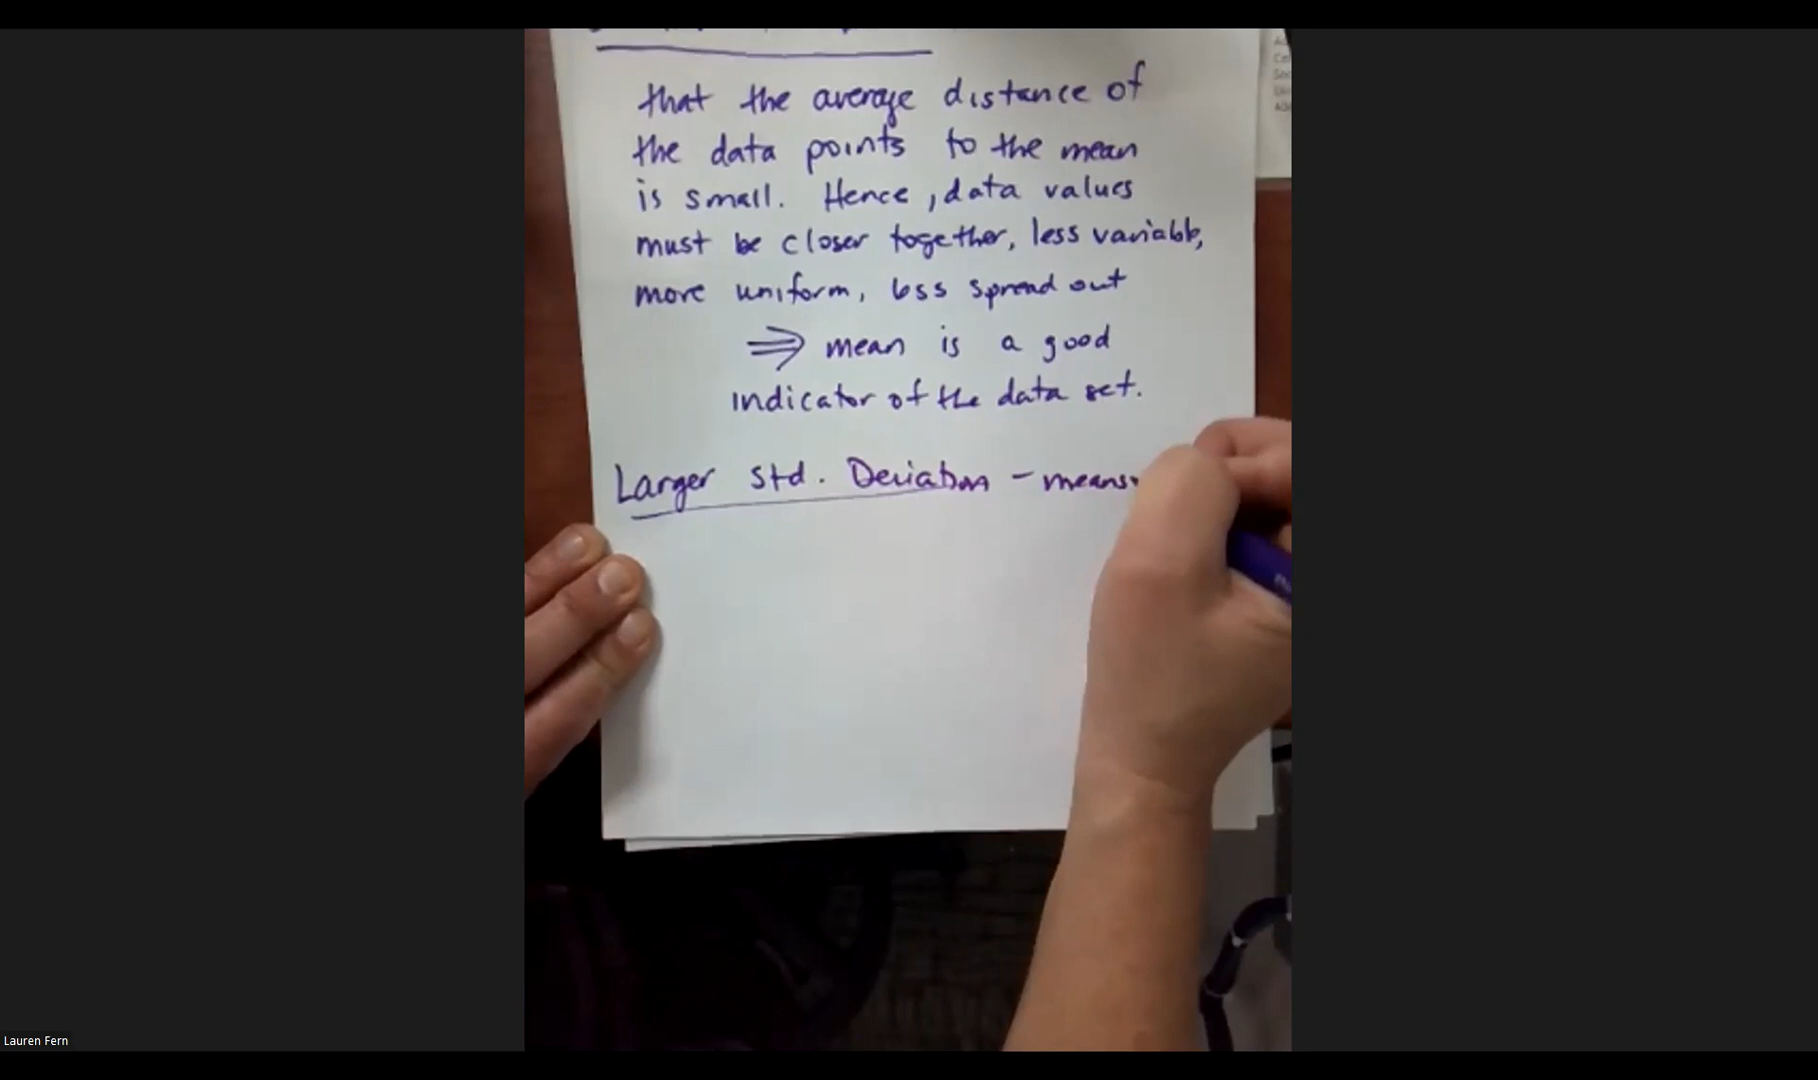 that the average distance of
the data points to the mean
is small. Hence, data values
must be closer together, less variable,
more uniform, less spread out
⇒ mean is a good
indicator of the data set.
Larger Std. Deviation - means
Lauren Fern